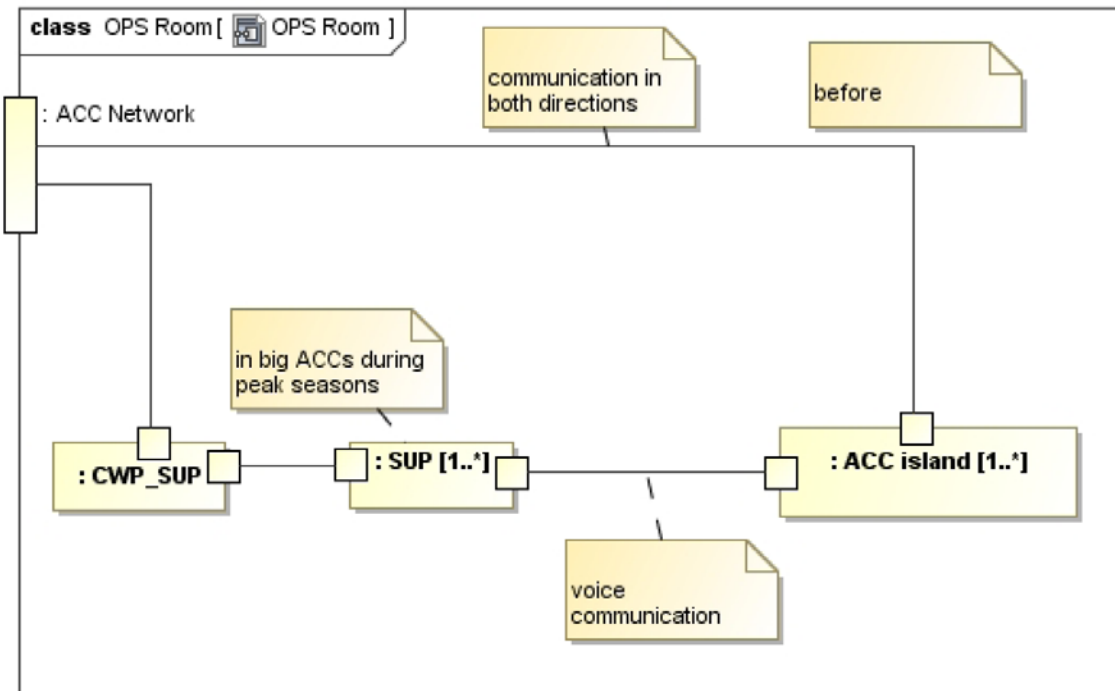 class OPS Room [ OPS Room ]
communication in
both directions
before
: ACC Network
in big ACCs during
peak seasons
: CWP_SUP
: SUP [1..*]
: ACC island [1..*]
voice
communication